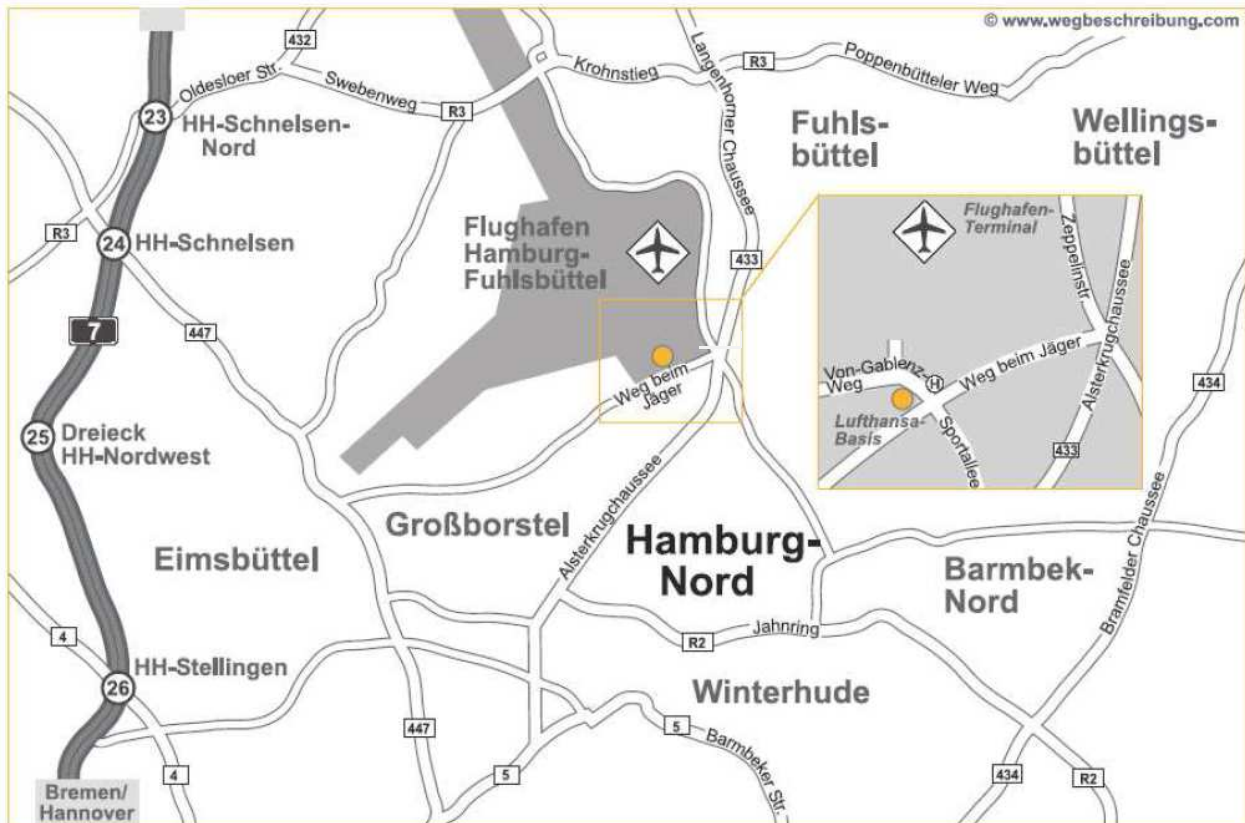 © www.wegbeschreibung.com
432
Oldesloer Str.
Swebenweg
R3
Krohnstieg
Langenhorner Chaussee
R3
Poppenbütteler Weg
23
HH-Schnelsen-
Nord
Fuhls-
büttel
Wellings-
büttel
R3
24
HH-Schnelsen
Flughafen
Hamburg-
Fuhlsbüttel
433
7
447
Weg beim
Jäger
Flughafen-
Terminal
Zeppelinstr.
Alsterkrugchaussee
Weg beim Jäger
Von-Gablenz-
Weg
H
Lufthansa-
Basis
Sportallee
433
434
25
Dreieck
HH-Nordwest
Großborstel
Alsterkrugchaussee
Hamburg-
Nord
Eimsbüttel
Barmbek-
Nord
Bramfelder Chaussee
4
R2
Jahnring
HH-Stellingen
26
Winterhude
447
5
Barmbeker Str.
4
5
434
R2
Bremen/
Hannover